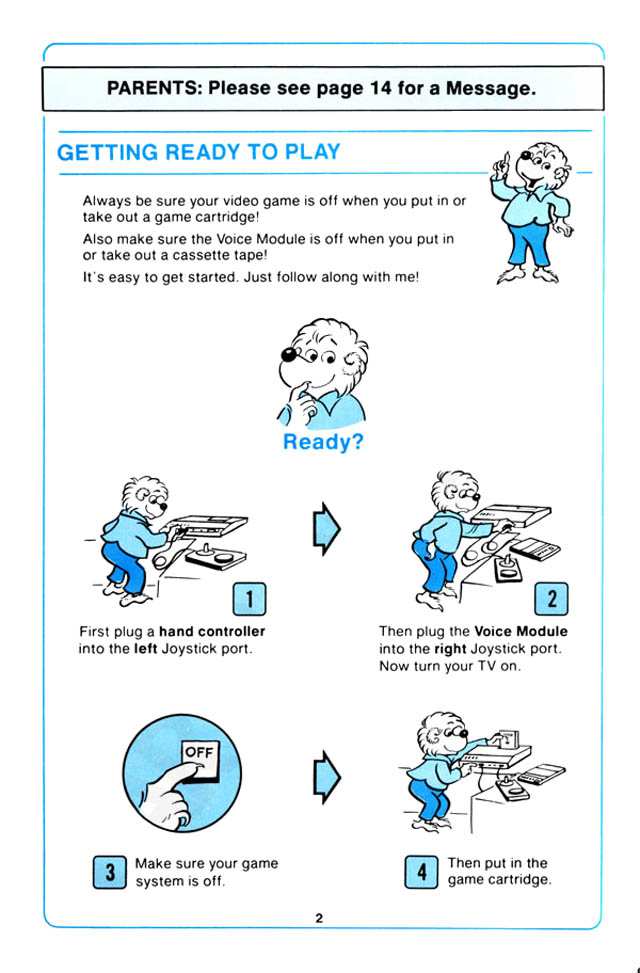 PARENTS: Please see page 14 for a Message.
GETTING READY TO PLAY
Always be sure your video game is off when you put in or
take out a game cartridge!
Also make sure the Voice Module is off when you put in
or take out a cassette tape!
It's easy to get started. Just follow along with me!
Ready?
1
First plug a hand controller
into the left Joystick port.
2
Then plug the Voice Module
into the right Joystick port.
Now turn your TV on.
OFF
3
Make sure your game
system is off.
4
Then put in the
game cartridge.
2